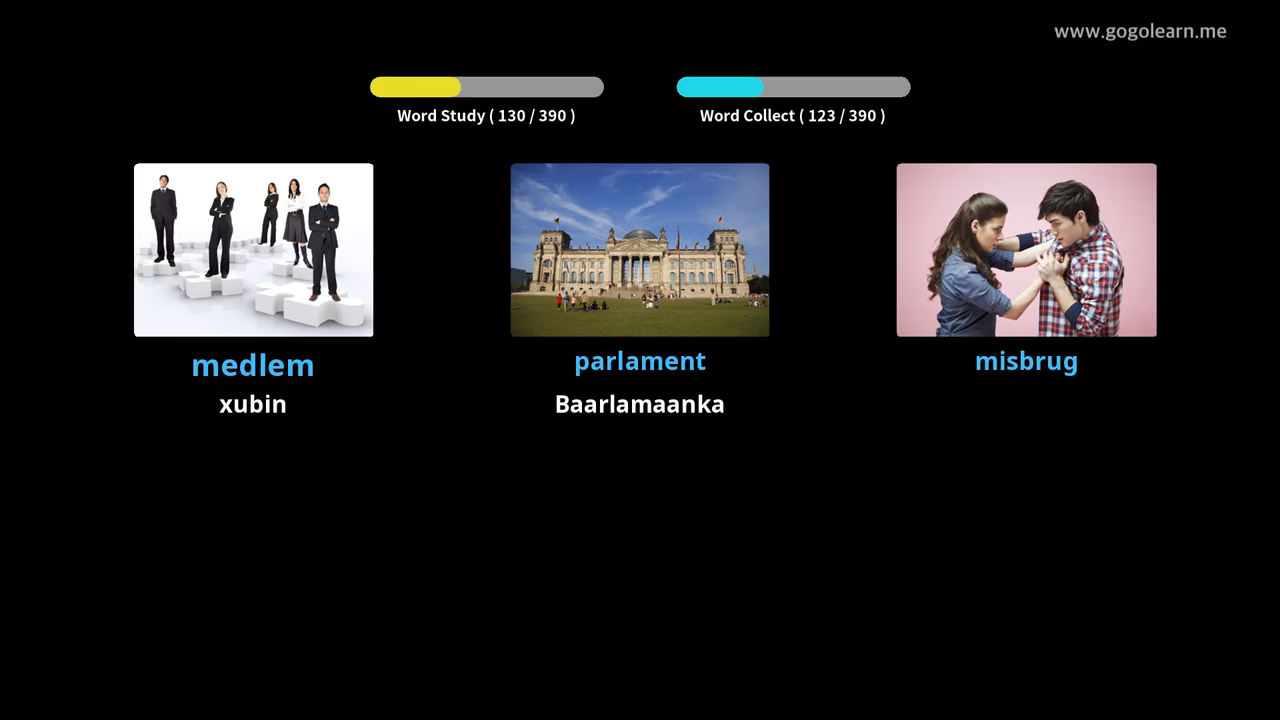 www.gogolearn.me
Word Study ( 130 / 390 )
Word Collect ( 123 / 390 )
medlem
parlament
misbrug
xubin
Baarlamaanka